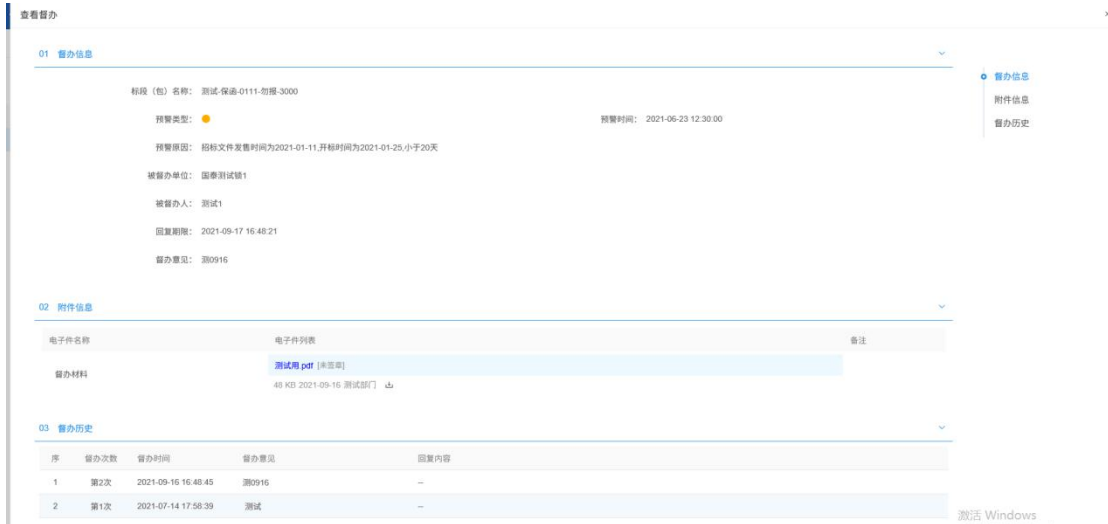 查看督办
01 督办信息
督办信息
附件信息
督办历史
标段（包）名称： 测试-保函-0111-勿报-3000
预警类型： 预警时间： 2021-06-23 12:30:00
预警原因： 招标文件发售时间为2021-01-11,开标时间为2021-01-25,小于20天
被督办单位： 国泰测试锁1
被督办人： 测试1
回复期限： 2021-09-17 16:48:21
督办意见： 测0916
02 附件信息
电子件名称 电子件列表 备注
督办材料
测试用.pdf [未签章]
48 KB 2021-09-16 测试部门
03 督办历史
序 督办次数 督办时间 督办意见 回复内容
1 第2次 2021-09-16 16:48:45 测0916 --
2 第1次 2021-07-14 17:58:39 测试 --
激活 Windows